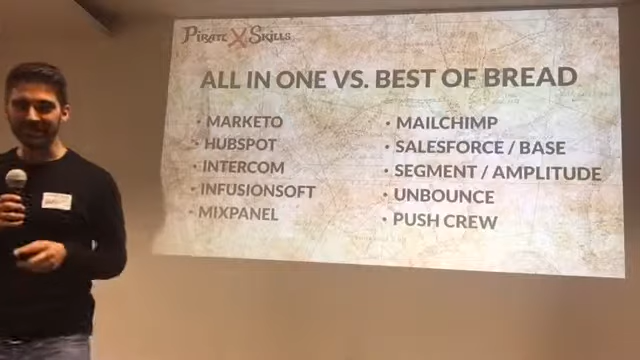 PIRATE X SKILLS
ALL IN ONE VS. BEST OF BREAD
• MARKETO
• HUBSPOT
• INTERCOM
• INFUSIONSOFT
• MIXPANEL
• MAILCHIMP
• SALESFORCE / BASE
• SEGMENT / AMPLITUDE
• UNBOUNCE
• PUSH CREW